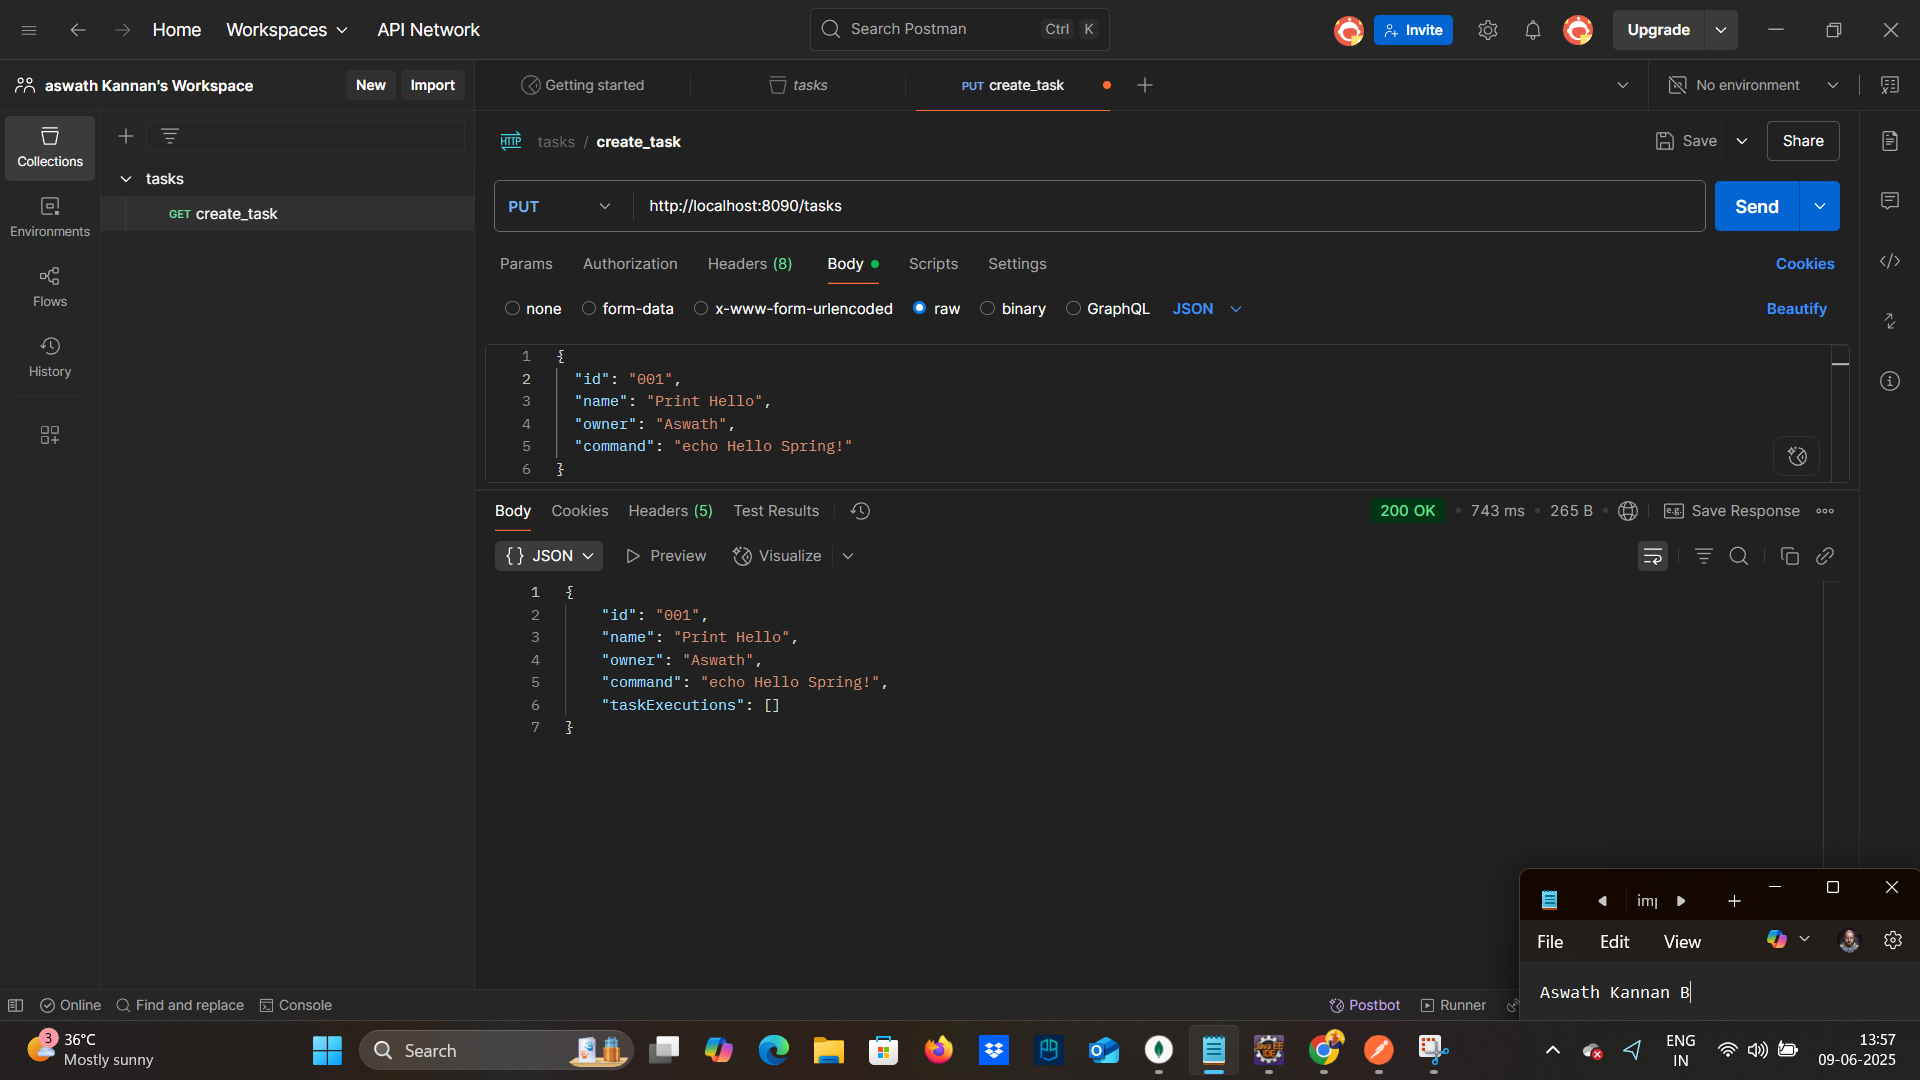 Home Workspaces API Network Search Postman Ctrl K Invite Upgrade
aswath Kannan's Workspace New Import Getting started tasks PUT create_task No environment
Collections
Environments
Flows
History
tasks
GET create_task
HTTP tasks / create_task Save Share
PUT http://localhost:8090/tasks Send
Params Authorization Headers (8) Body Scripts Settings Cookies
none form-data x-www-form-urlencoded raw binary GraphQL JSON Beautify
1 {
2 "id": "001",
3 "name": "Print Hello",
4 "owner": "Aswath",
5 "command": "echo Hello Spring!"
6 }
Body Cookies Headers (5) Test Results 200 OK • 743 ms • 265 B • e.g. Save Response
{} JSON Preview Visualize
1 {
2 "id": "001",
3 "name": "Print Hello",
4 "owner": "Aswath",
5 "command": "echo Hello Spring!",
6 "taskExecutions": []
7 }
File Edit View
Aswath Kannan B
Online Find and replace Console Postbot Runner
3 36°C
Mostly sunny
Search
ENG
IN
13:57
09-06-2025